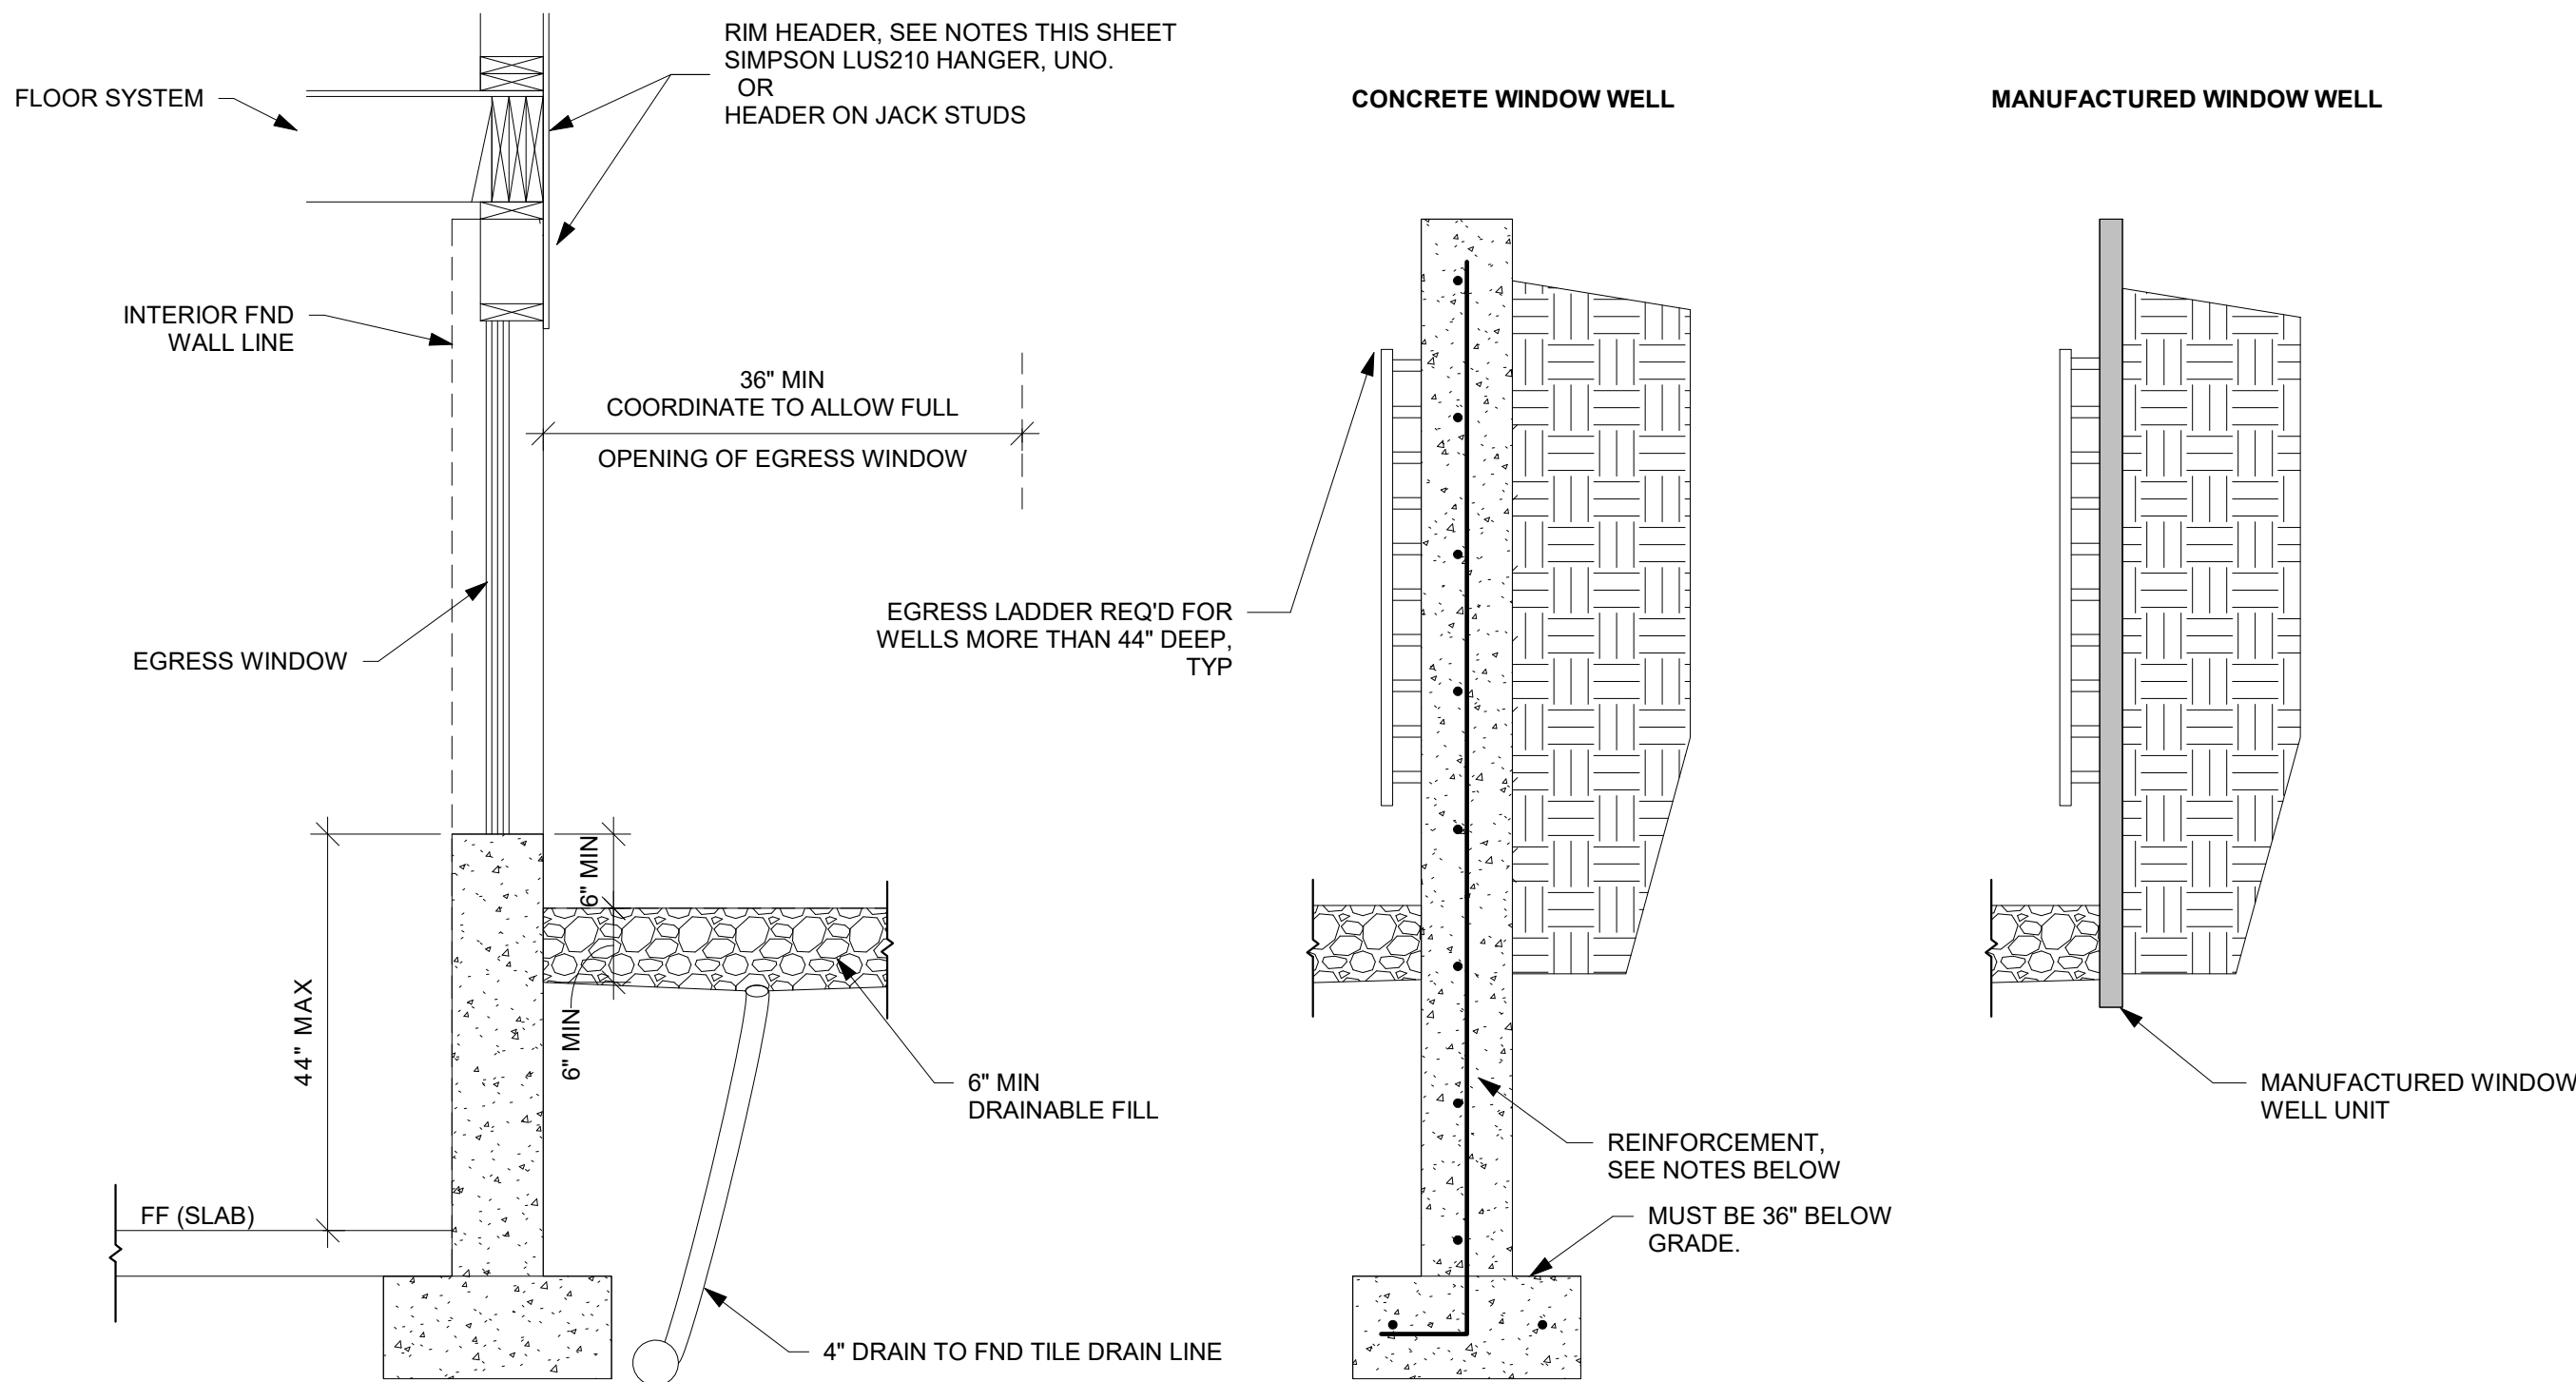 RIM HEADER, SEE NOTES THIS SHEET
SIMPSON LUS210 HANGER, UNO.
OR
HEADER ON JACK STUDS
FLOOR SYSTEM
CONCRETE WINDOW WELL
MANUFACTURED WINDOW WELL
INTERIOR FND
WALL LINE
36" MIN
COORDINATE TO ALLOW FULL
OPENING OF EGRESS WINDOW
EGRESS WINDOW
EGRESS LADDER REQ'D FOR
WELLS MORE THAN 44" DEEP,
TYP
6" MIN
44" MAX
6" MIN
6" MIN
DRAINABLE FILL
MANUFACTURED WINDOW
WELL UNIT
REINFORCEMENT,
SEE NOTES BELOW
FF (SLAB)
MUST BE 36" BELOW
GRADE.
4" DRAIN TO FND TILE DRAIN LINE